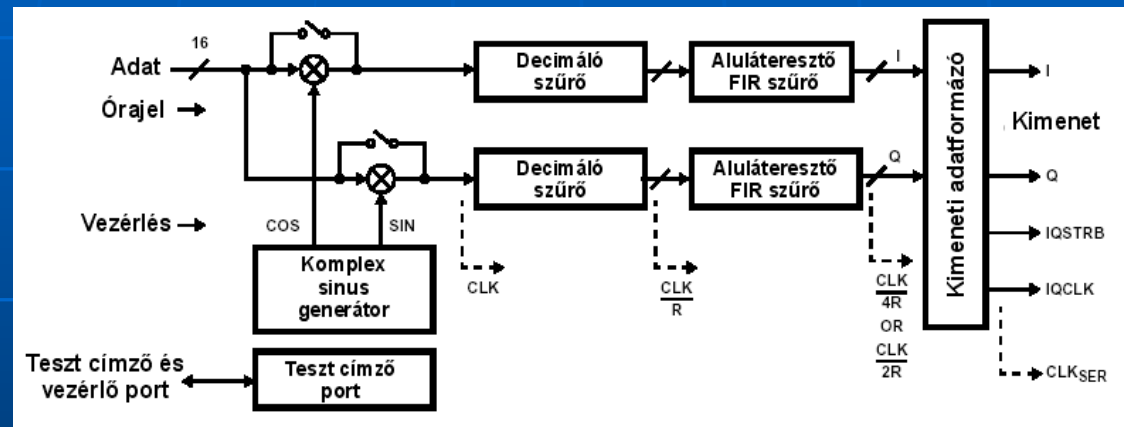 16
Adat
Órajel
Vezérlés
COS
SIN
Komplex
sinus
generátor
Teszt címző és
vezérlő port
Teszt címző
port
Decimáló
szűrő
Aluláteresztő
FIR szűrő
I
Decimáló
szűrő
Aluláteresztő
FIR szűrő
Q
CLK
CLK
R
CLK
4R
OR
CLK
2R
Kimeneti adatformázó
I
Kimenet
Q
IQSTRB
IQCLK
CLKSER